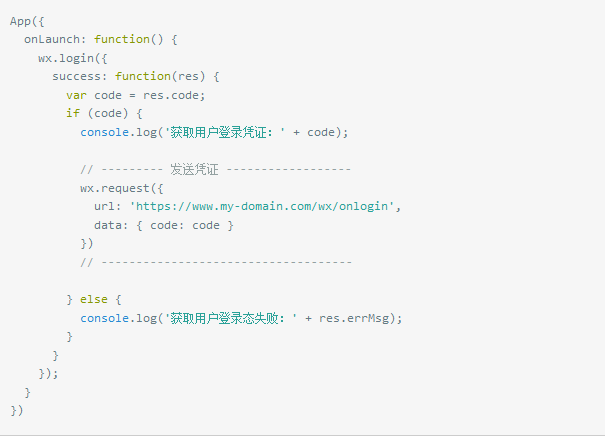 App({
  onLaunch: function() {
    wx.login({
      success: function(res) {
        var code = res.code;
        if (code) {
          console.log('获取用户登录凭证：' + code);
          // --------- 发送凭证 ------------------
          wx.request({
            url: 'https://www.my-domain.com/wx/onlogin',
            data: { code: code }
          })
          // ------------------------------------
        } else {
          console.log('获取用户登录态失败：' + res.errMsg);
        }
      }
    });
  }
})